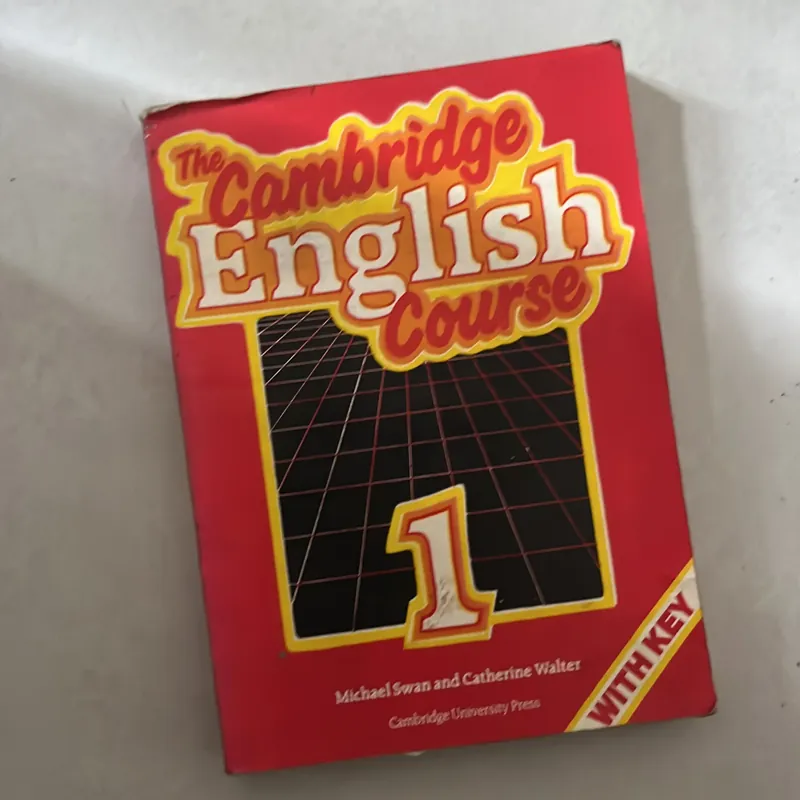 The Cambridge
English
Course
1
Michael Swan and Catherine Walter
Cambridge University Press
WITH KEY